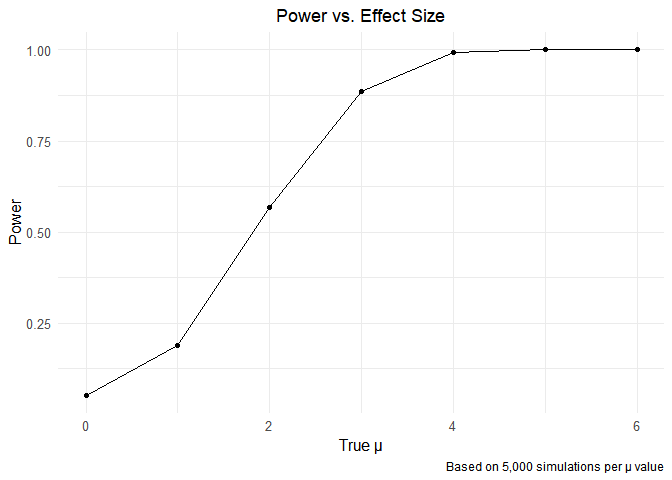 Power vs. Effect Size
Power
1.00
0.75
0.50
0.25
0 2 4 6
True μ
Based on 5,000 simulations per μ value